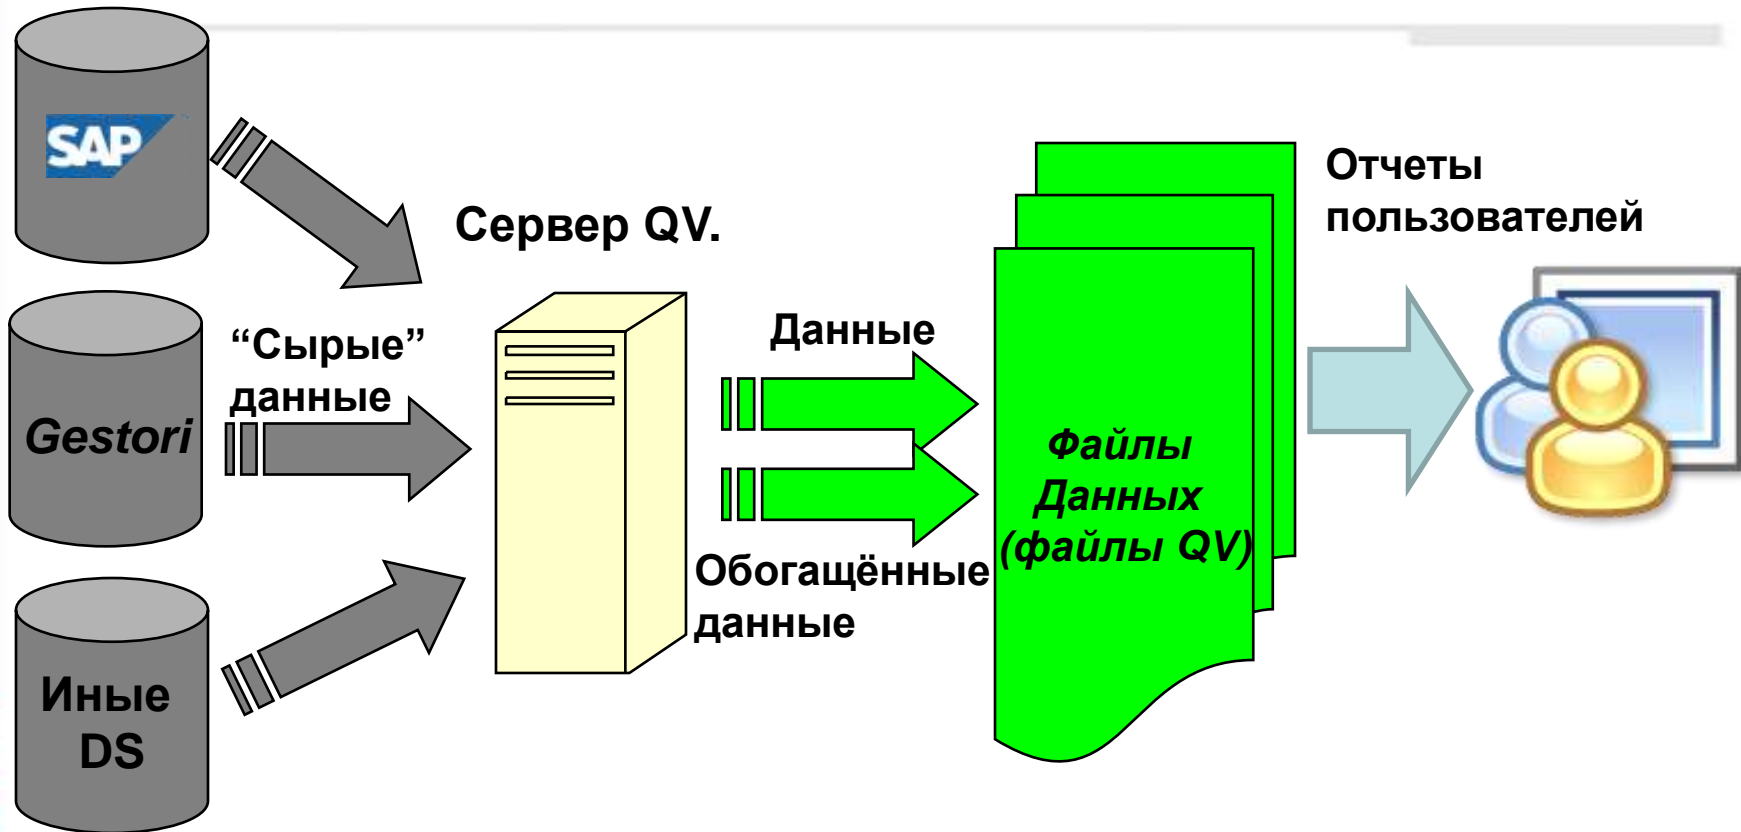 SAP
Сервер QV.
Отчеты
пользователей
“Сырые”
данные
Данные
Gestori
Файлы
Данных
(файлы QV)
Обогащённые
данные
Иные
DS